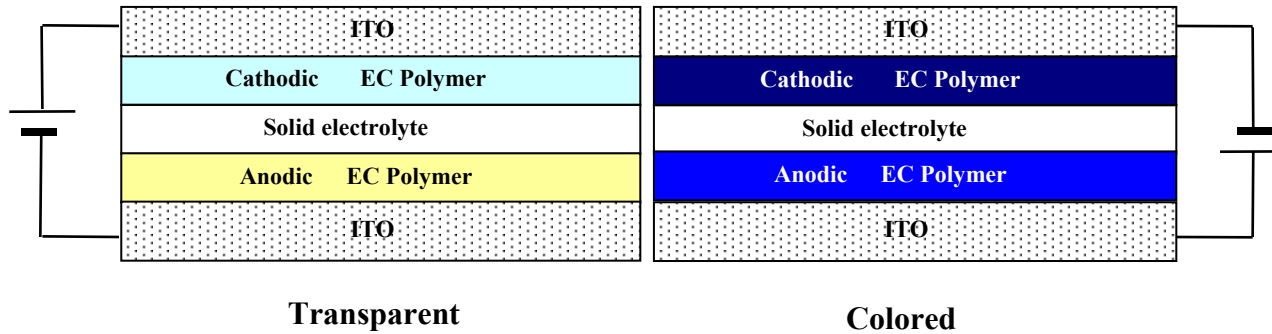 ITO
Cathodic EC Polymer
Solid electrolyte
Anodic EC Polymer
ITO
Transparent
ITO
Cathodic EC Polymer
Solid electrolyte
Anodic EC Polymer
ITO
Colored